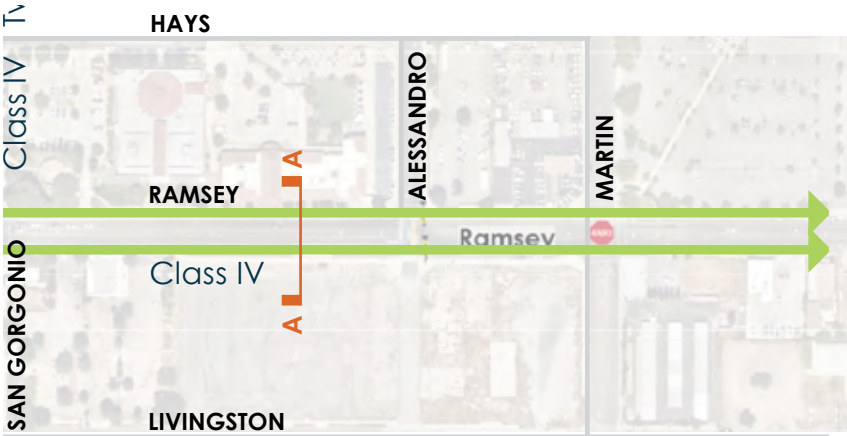 HAYS
Class IV
ALESSANDRO
MARTIN
A
RAMSEY
Ramsey
Class IV
SAN GORGONIO
A
LIVINGSTON